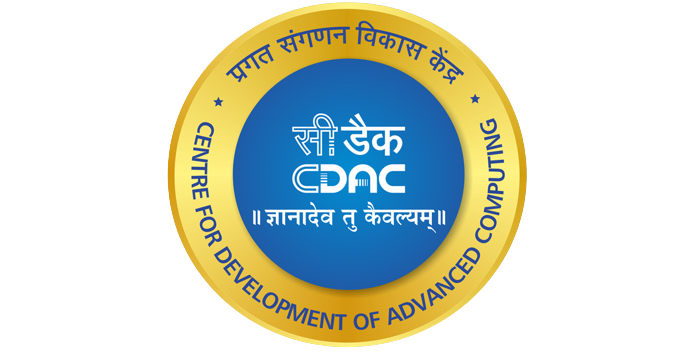 प्रगत संगणन विकास केंद्र
सी डैक
CDAC
॥ ज्ञानादेव तु कैवल्यम् ॥
CENTRE FOR DEVELOPMENT OF ADVANCED COMPUTING